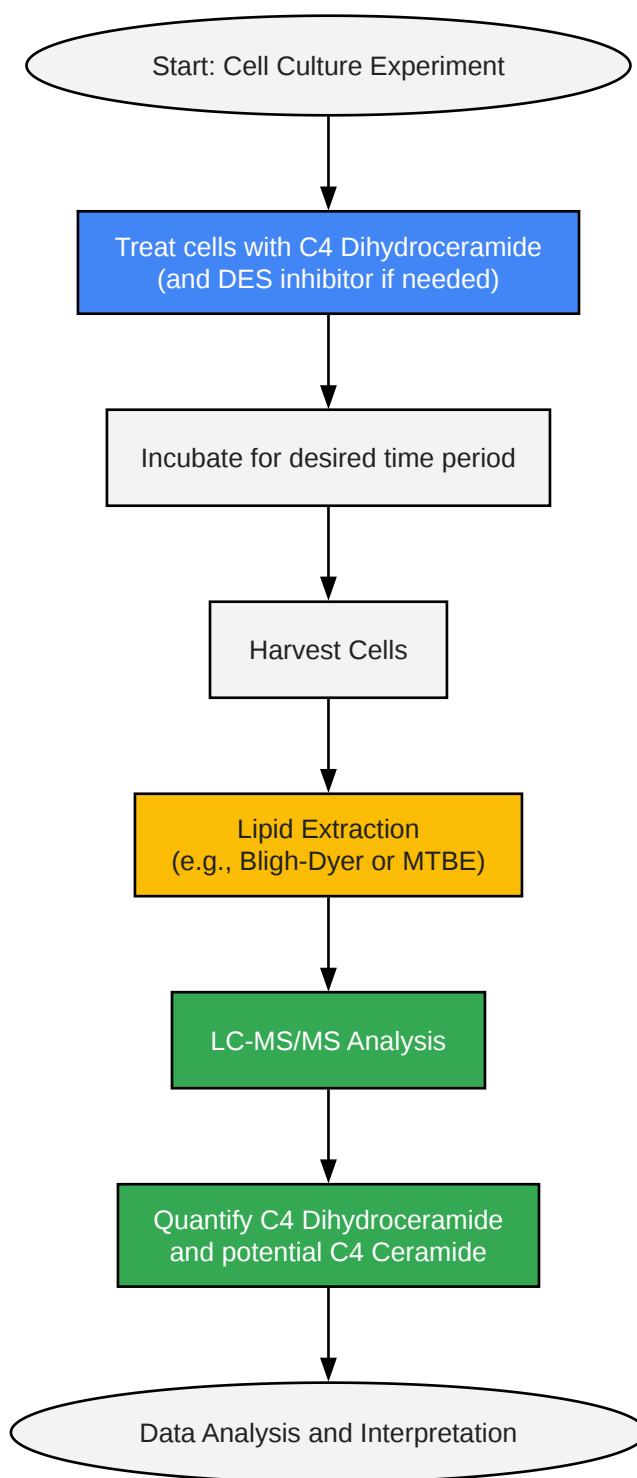 Start: Cell Culture Experiment
Treat cells with C4 Dihydroceramide
(and DES inhibitor if needed)
Incubate for desired time period
Harvest Cells
Lipid Extraction
(e.g., Bligh-Dyer or MTBE)
LC-MS/MS Analysis
Quantify C4 Dihydroceramide
and potential C4 Ceramide
Data Analysis and Interpretation